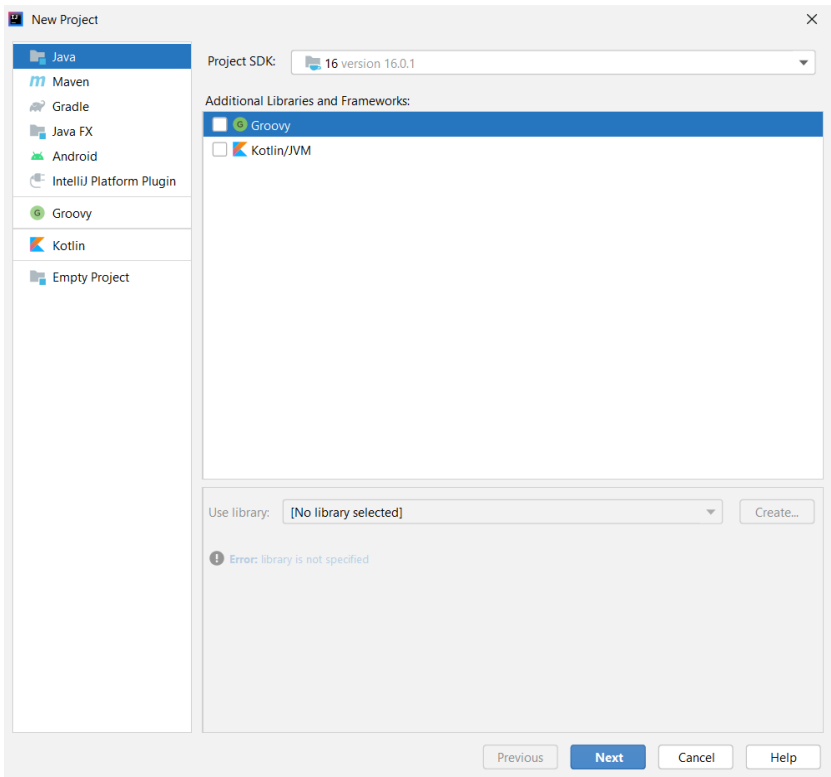 New Project
Java
Maven
Gradle
Java FX
Android
IntelliJ Platform Plugin
Groovy
Kotlin
Empty Project
Project SDK: 16 version 16.0.1
Additional Libraries and Frameworks:
G Groovy
Kotlin/JVM
Use library: [No library selected] Create...
Error: library is not specified
Previous Next Cancel Help